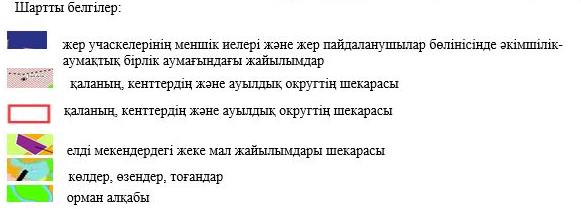 Шартты белгілер:
жер учаскелерінің меншік иелері және жер пайдаланушылар бөлінісінде әкімшілік-
аумақтық бірлік аумағындағы жайылымдар
қаланың, кенттердің және ауылдық округтің шекарасы
қаланың, кенттердің және ауылдық округтің шекарасы
елді мекендердегі жеке мал жайылымдары шекарасы
көлдер, өзендер, тоғандар
орман алқабы